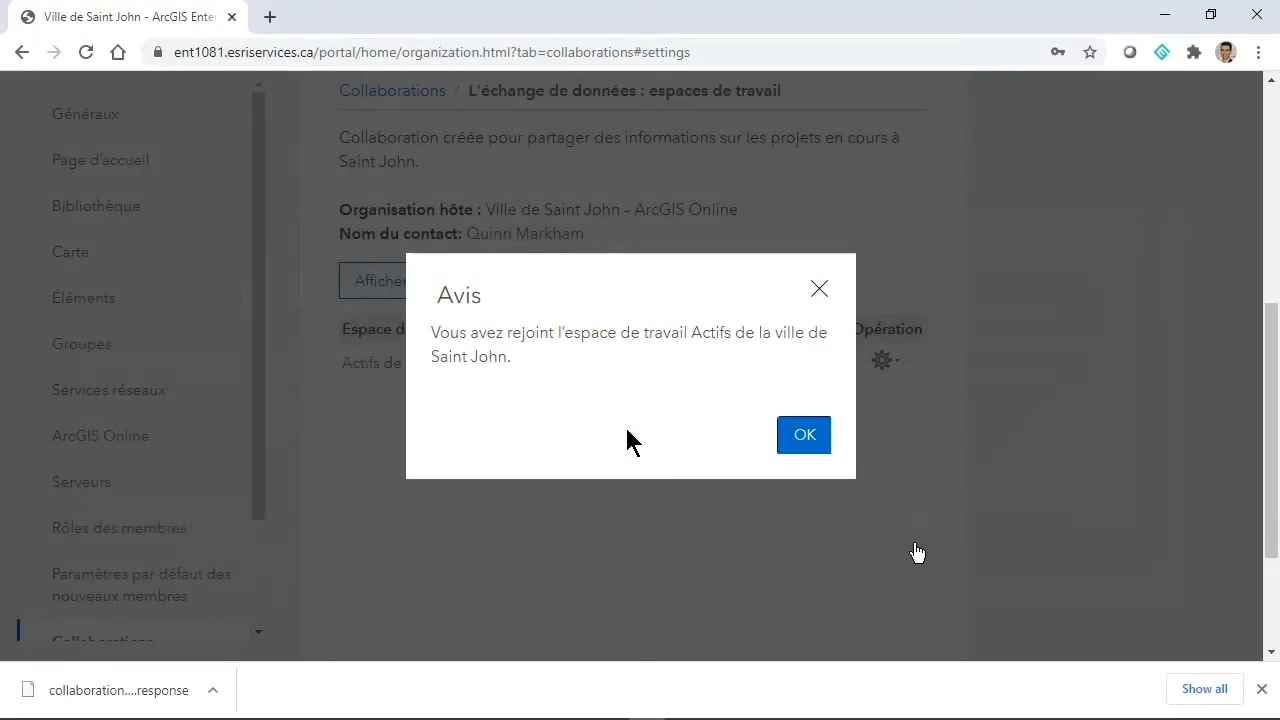 Ville de Saint John - ArcGIS Enter
ent1081.esriservices.ca/portal/home/organization.html?tab=collaborations#settings
Généraux
Page d'accueil
Bibliothèque
Carte
Éléments
Groupes
Services réseaux
ArcGIS Online
Serveurs
Rôles des membres
Paramètres par défaut des
nouveaux membres
Collaborations
Collaborations / L'échange de données : espaces de travail
Collaboration créée pour partager des informations sur les projets en cours à
Saint John.
Organisation hôte : Ville de Saint John – ArcGIS Online
Nom du contact: Quinn Markham
Afficher
Espace d
Opération
Actifs de
Avis
Vous avez rejoint l'espace de travail Actifs de la ville de
Saint John.
OK
collaboration....response
Show all